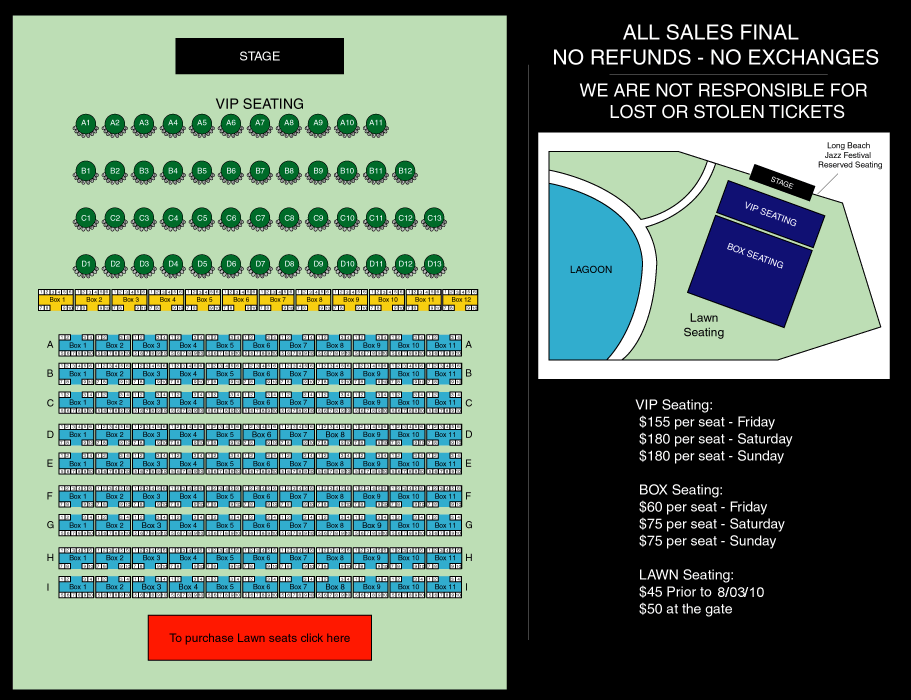 STAGE
VIP SEATING
A1 A2 A3 A4 A5 A6 A7 A8 A9 A10 A11
B1 B2 B3 B4 B5 B6 B7 B8 B9 B10 B11 B12
C1 C2 C3 C4 C5 C6 C7 C8 C9 C10 C11 C12 C13
D1 D2 D3 D4 D5 D6 D7 D8 D9 D10 D11 D12 D13
Box 1 Box 2 Box 3 Box 4 Box 5 Box 6 Box 7 Box 8 Box 9 Box 10 Box 11 Box 12
A Box 1 Box 2 Box 3 Box 4 Box 5 Box 6 Box 7 Box 8 Box 9 Box 10 Box 11 A
B Box 1 Box 2 Box 3 Box 4 Box 5 Box 6 Box 7 Box 8 Box 9 Box 10 Box 11 B
C Box 1 Box 2 Box 3 Box 4 Box 5 Box 6 Box 7 Box 8 Box 9 Box 10 Box 11 C
D Box 1 Box 2 Box 3 Box 4 Box 5 Box 6 Box 7 Box 8 Box 9 Box 10 Box 11 D
E Box 1 Box 2 Box 3 Box 4 Box 5 Box 6 Box 7 Box 8 Box 9 Box 10 Box 11 E
F Box 1 Box 2 Box 3 Box 4 Box 5 Box 6 Box 7 Box 8 Box 9 Box 10 Box 11 F
G Box 1 Box 2 Box 3 Box 4 Box 5 Box 6 Box 7 Box 8 Box 9 Box 10 Box 11 G
H Box 1 Box 2 Box 3 Box 4 Box 5 Box 6 Box 7 Box 8 Box 9 Box 10 Box 11 H
I Box 1 Box 2 Box 3 Box 4 Box 5 Box 6 Box 7 Box 8 Box 9 Box 10 Box 11 I
To purchase Lawn seats click here
ALL SALES FINAL
NO REFUNDS - NO EXCHANGES
WE ARE NOT RESPONSIBLE FOR
LOST OR STOLEN TICKETS
Long Beach
Jazz Festival
Reserved Seating
STAGE
VIP SEATING
BOX SEATING
LAGOON
Lawn
Seating
VIP Seating:
$155 per seat - Friday
$180 per seat - Saturday
$180 per seat - Sunday
BOX Seating:
$60 per seat - Friday
$75 per seat - Saturday
$75 per seat - Sunday
LAWN Seating:
$45 Prior to 8/03/10
$50 at the gate